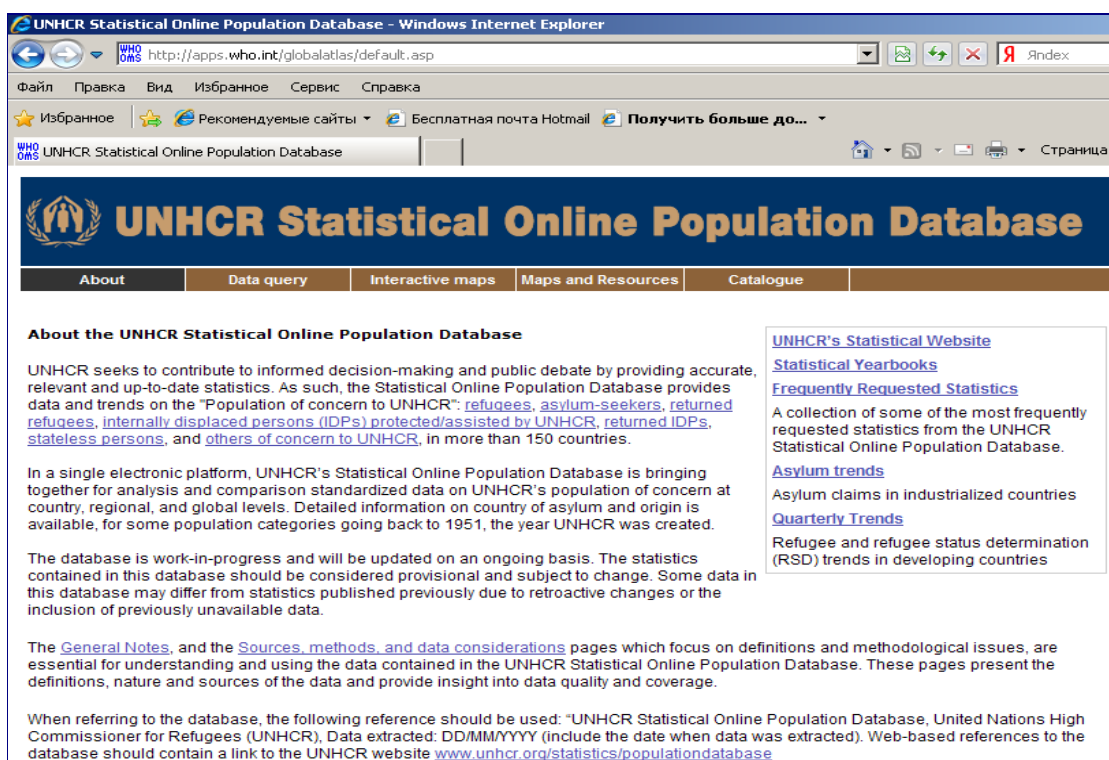 UNHCR Statistical Online Population Database - Windows Internet Explorer
WHO OMS http://apps.who.int/globalatlas/default.asp Я Яndex
Файл Правка Вид Избранное Сервис Справка
Избранное Рекомендуемые сайты Бесплатная почта Hotmail Получить больше до...
WHO OMS UNHCR Statistical Online Population Database Страница
UNHCR Statistical Online Population Database
About Data query Interactive maps Maps and Resources Catalogue
About the UNHCR Statistical Online Population Database
UNHCR seeks to contribute to informed decision-making and public debate by providing accurate,
relevant and up-to-date statistics. As such, the Statistical Online Population Database provides
data and trends on the "Population of concern to UNHCR": refugees, asylum-seekers, returned
refugees, internally displaced persons (IDPs) protected/assisted by UNHCR, returned IDPs,
stateless persons, and others of concern to UNHCR, in more than 150 countries.
In a single electronic platform, UNHCR's Statistical Online Population Database is bringing
together for analysis and comparison standardized data on UNHCR's population of concern at
country, regional, and global levels. Detailed information on country of asylum and origin is
available, for some population categories going back to 1951, the year UNHCR was created.
The database is work-in-progress and will be updated on an ongoing basis. The statistics
contained in this database should be considered provisional and subject to change. Some data in
this database may differ from statistics published previously due to retroactive changes or the
inclusion of previously unavailable data.
UNHCR's Statistical Website
Statistical Yearbooks
Frequently Requested Statistics
A collection of some of the most frequently
requested statistics from the UNHCR
Statistical Online Population Database.
Asylum trends
Asylum claims in industrialized countries
Quarterly Trends
Refugee and refugee status determination
(RSD) trends in developing countries
The General Notes, and the Sources, methods, and data considerations pages which focus on definitions and methodological issues, are
essential for understanding and using the data contained in the UNHCR Statistical Online Population Database. These pages present the
definitions, nature and sources of the data and provide insight into data quality and coverage.
When referring to the database, the following reference should be used: “UNHCR Statistical Online Population Database, United Nations High
Commissioner for Refugees (UNHCR), Data extracted: DD/MM/YYYY (include the date when data was extracted). Web-based references to the
database should contain a link to the UNHCR website www.unhcr.org/statistics/populationdatabase